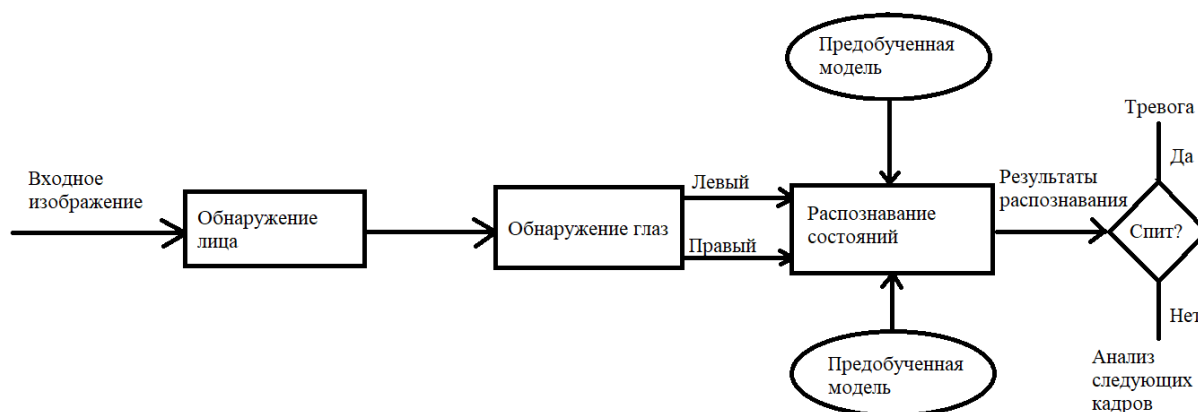 Входное
изображение
Обнаружение
лица
Обнаружение глаз
Левый
Правый
Предобученная
модель
Распознавание
состояний
Предобученная
модель
Результаты
распознавания
Тревога
Да
Спит?
Нет
Анализ
следующих
кадров